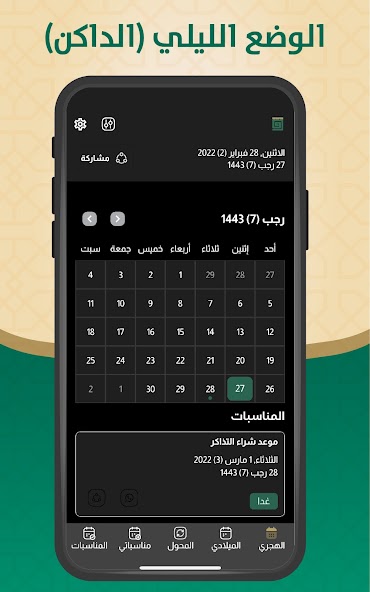 الوضع الليلي (الداكن)
الاثنين, 28 فبراير (2) 2022
27 رجب (7) 1443
مشاركة
رجب (7) 1443
أحد إثنين ثلاثاء أربعاء خميس جمعة سبت
27 28 29 1 2 3 4
5 6 7 8 9 10 11
12 13 14 15 16 17 18
19 20 21 22 23 24 25
26 27 28 29 30 1 2
المناسبات
موعد شراء التذاكر
الثلاثاء, 1 مارس (3) 2022
28 رجب (7) 1443
غدا
الهجري الميلادي المحول مناسباتي المناسبات